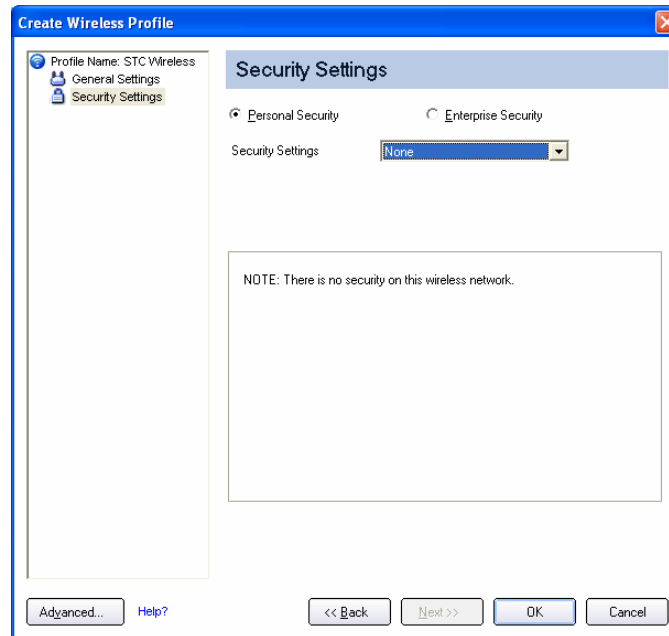 Create Wireless Profile
Profile Name: STC Wireless
General Settings
Security Settings
Security Settings
Personal Security
Enterprise Security
Security Settings
None
NOTE: There is no security on this wireless network.
Advanced...
Help?
<< Back
Next >>
OK
Cancel